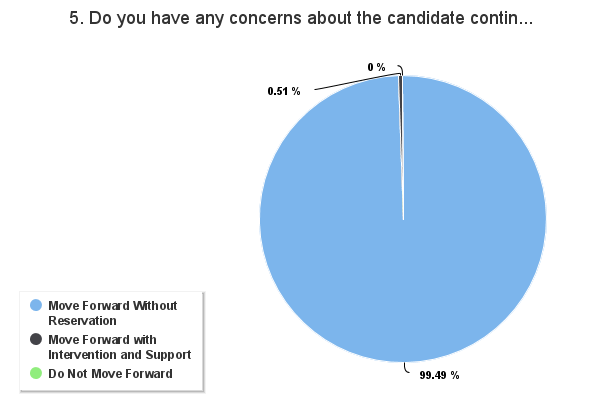 5. Do you have any concerns about the candidate contin...
0 %
0.51 %
99.49 %
Move Forward Without
Reservation
Move Forward with
Intervention and Support
Do Not Move Forward